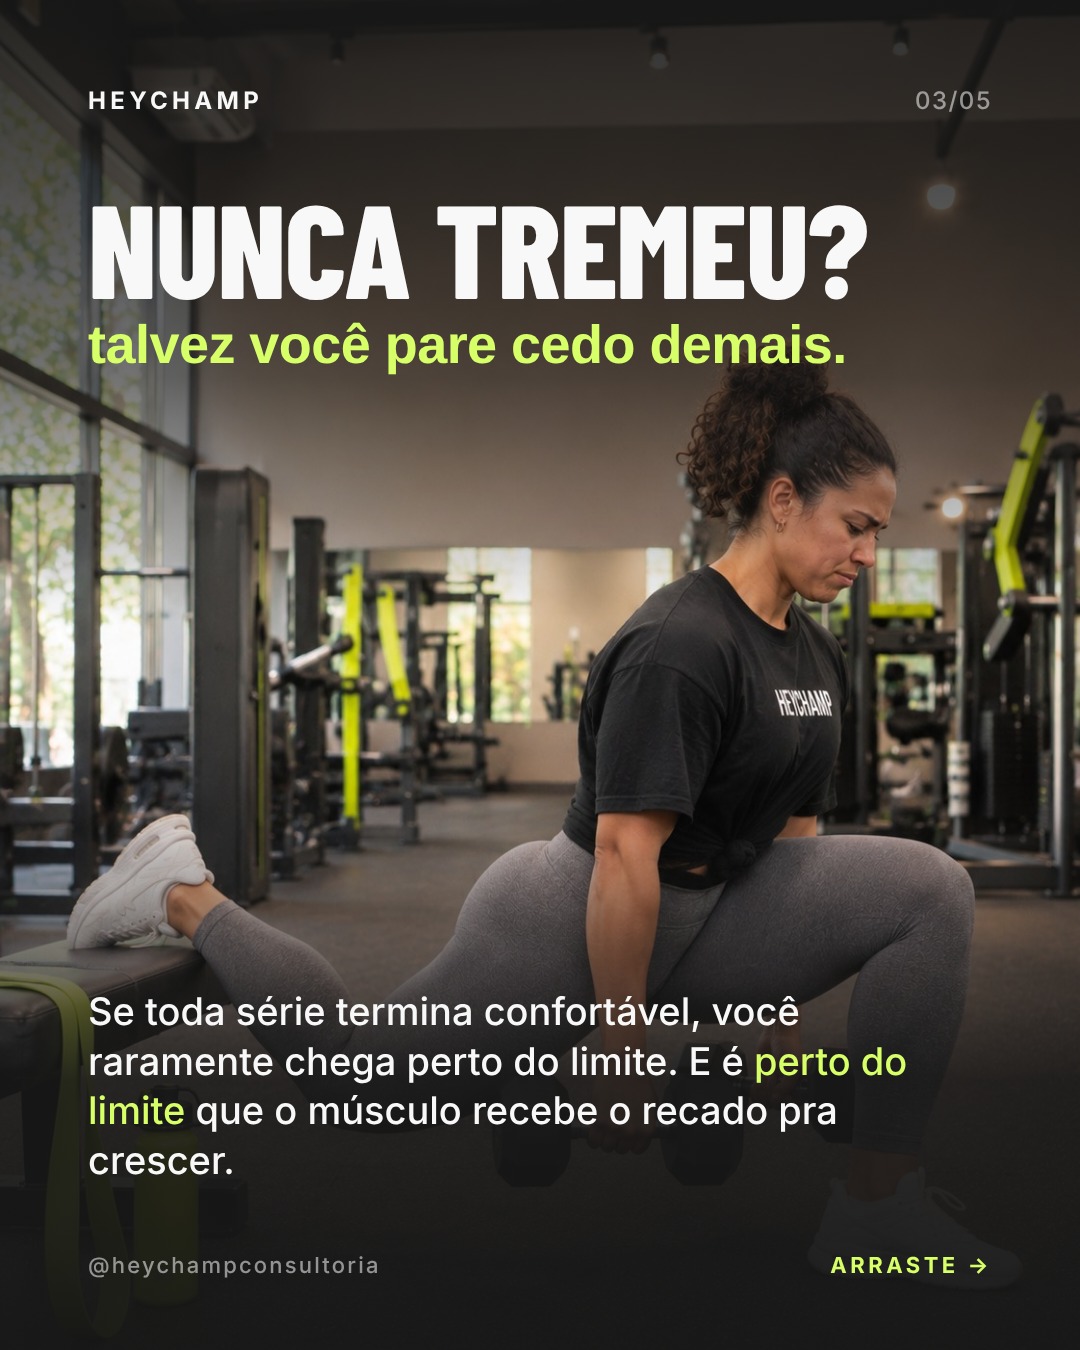 HEYCHAMP
03/05
NUNCA TREMEU?
talvez você pare cedo demais.
HEYCHAMP
Se toda série termina confortável, você
raramente chega perto do limite. E é perto do
limite que o músculo recebe o recado pra
crescer.
@heychampconsultoria
ARRASTE →